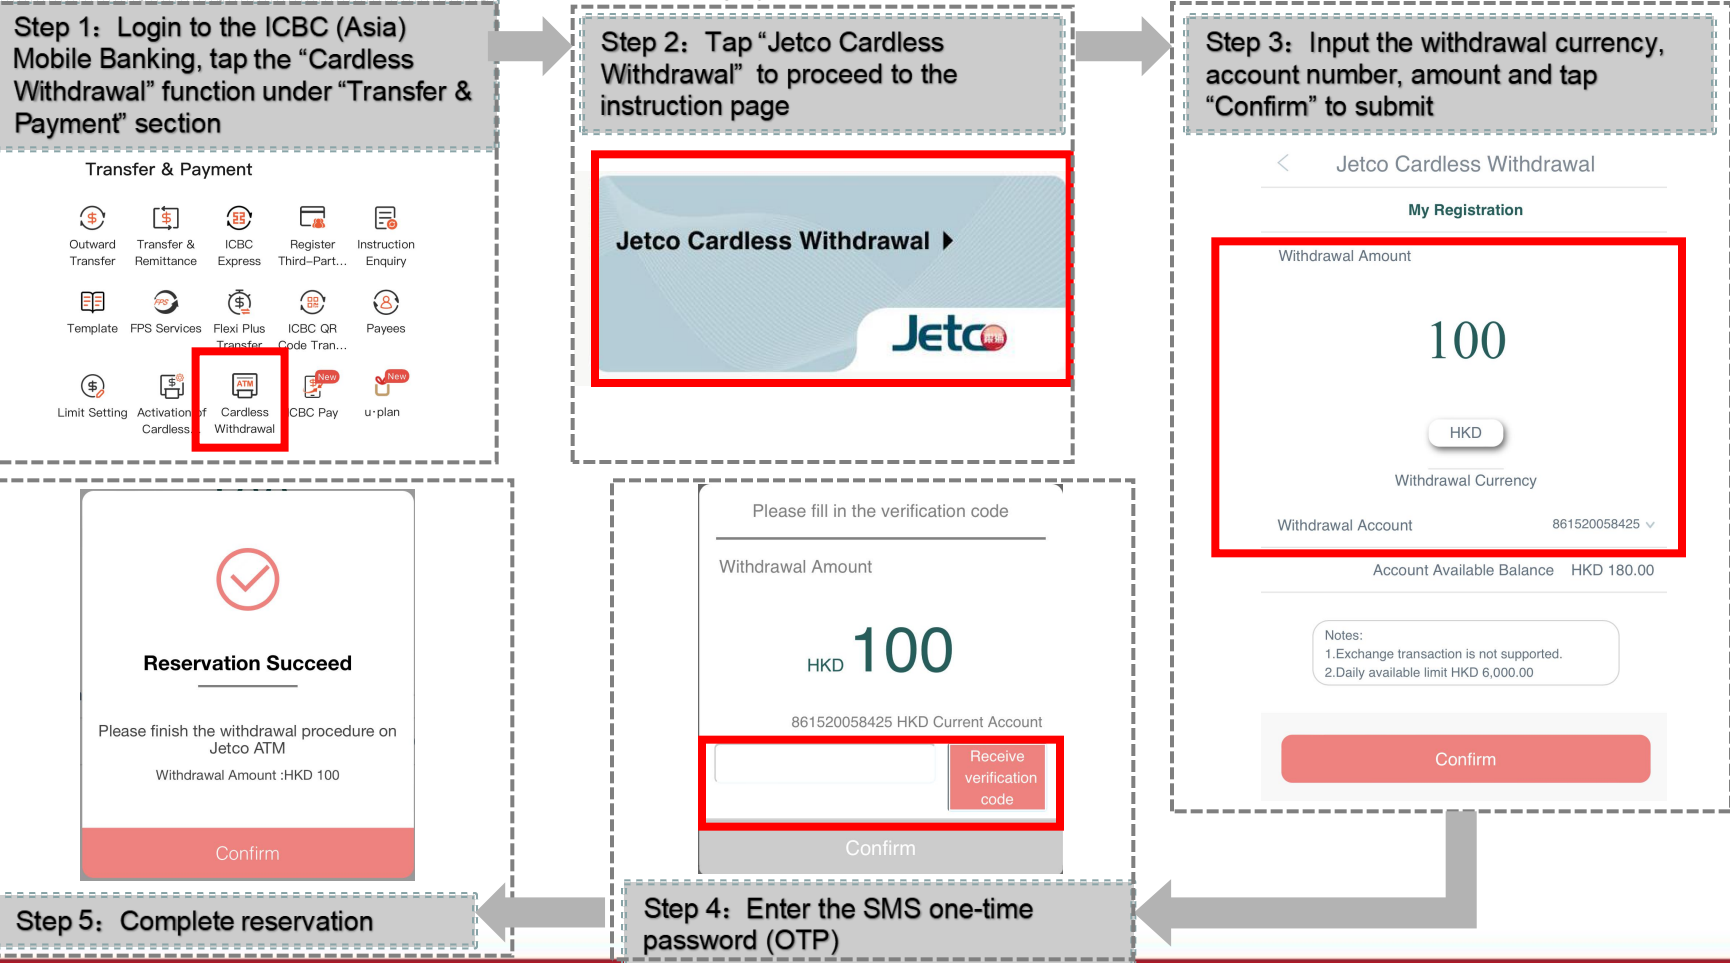 Step 1：Login to the ICBC (Asia)
Mobile Banking, tap the “Cardless
Withdrawal” function under “Transfer &
Payment” section
Transfer & Payment
Outward
Transfer
Transfer &
Remittance
ICBC
Express
Register
Third-Part...
Instruction
Enquiry
FPS
Template
FPS Services
Flexi Plus
Transfer
ICBC QR
Code Tran...
Payees
ATM
New
New
Limit Setting
Activation of
Cardless...
Cardless
Withdrawal
CBC Pay
u·plan
Step 2：Tap “Jetco Cardless
Withdrawal” to proceed to the
instruction page
Jetco Cardless Withdrawal
Jetco 銀通
Step 3：Input the withdrawal currency,
account number, amount and tap
“Confirm” to submit
Jetco Cardless Withdrawal
My Registration
Withdrawal Amount
100
HKD
Withdrawal Currency
Withdrawal Account 861520058425
Account Available Balance HKD 180.00
Notes:
1.Exchange transaction is not supported.
2.Daily available limit HKD 6,000.00
Confirm
Please fill in the verification code
Withdrawal Amount
HKD 100
861520058425 HKD Current Account
Receive
verification
code
Confirm
Step 4：Enter the SMS one-time
password (OTP)
Reservation Succeed
Please finish the withdrawal procedure on
Jetco ATM
Withdrawal Amount :HKD 100
Confirm
Step 5：Complete reservation